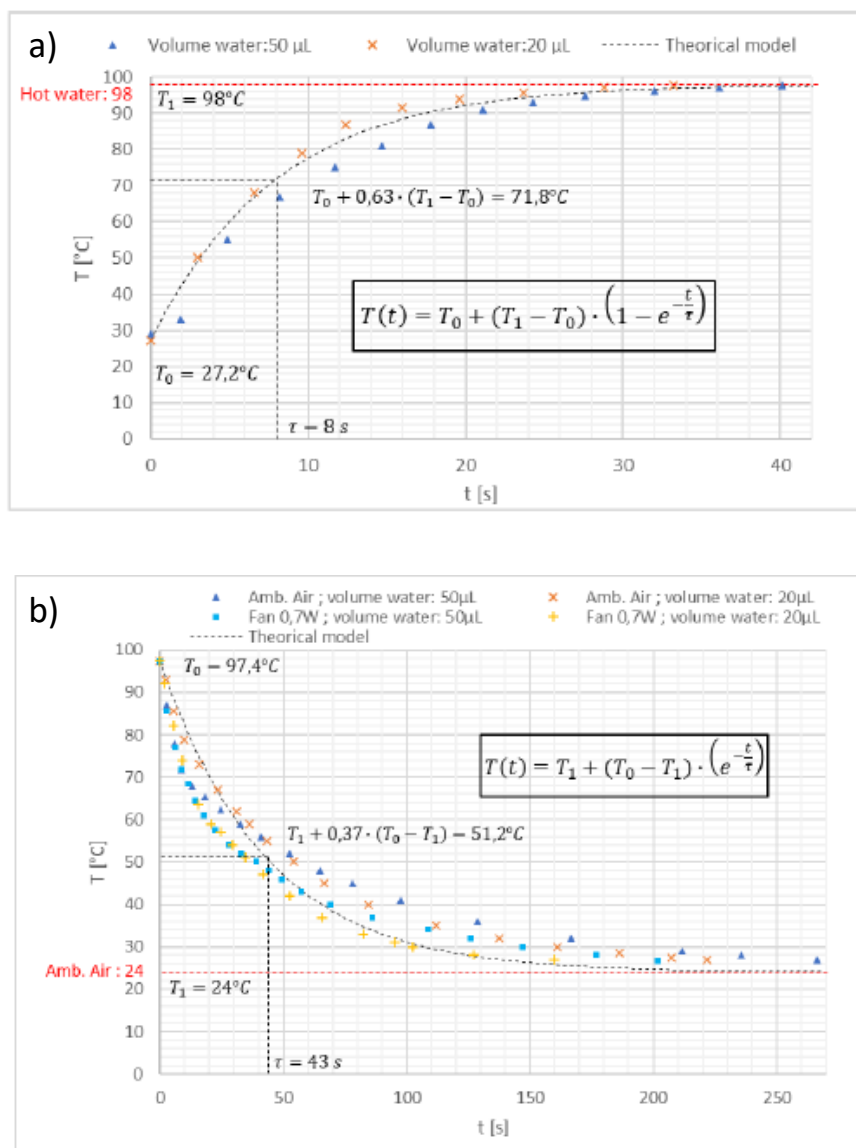 a)
Volume water:50 µL Volume water:20 µL Theorical model
100
90
80
70
60
50
40
30
20
10
0
Hot water: 98
T₁ = 98°C
T₀ + 0,63·(T₁ − T₀) = 71,8°C
T(t) = T₀ + (T₁ − T₀) · (1 − e^(−t/τ))
T₀ = 27,2°C
τ = 8 s
T [°C]
0 10 20 30 40
t [s]
b)
Amb. Air ; volume water: 50µL Amb. Air ; volume water: 20µL
Fan 0,7W ; volume water: 50µL Fan 0,7W ; volume water: 20µL
Theorical model
100
90
80
70
60
50
40
30
20
10
0
T₀ = 97,4°C
T(t) = T₁ + (T₀ − T₁) · (e^(−t/τ))
T₁ + 0,37·(T₀ − T₁) = 51,2°C
Amb. Air : 24
T₁ = 24°C
τ = 43 s
T [°C]
0 50 100 150 200 250
t [s]